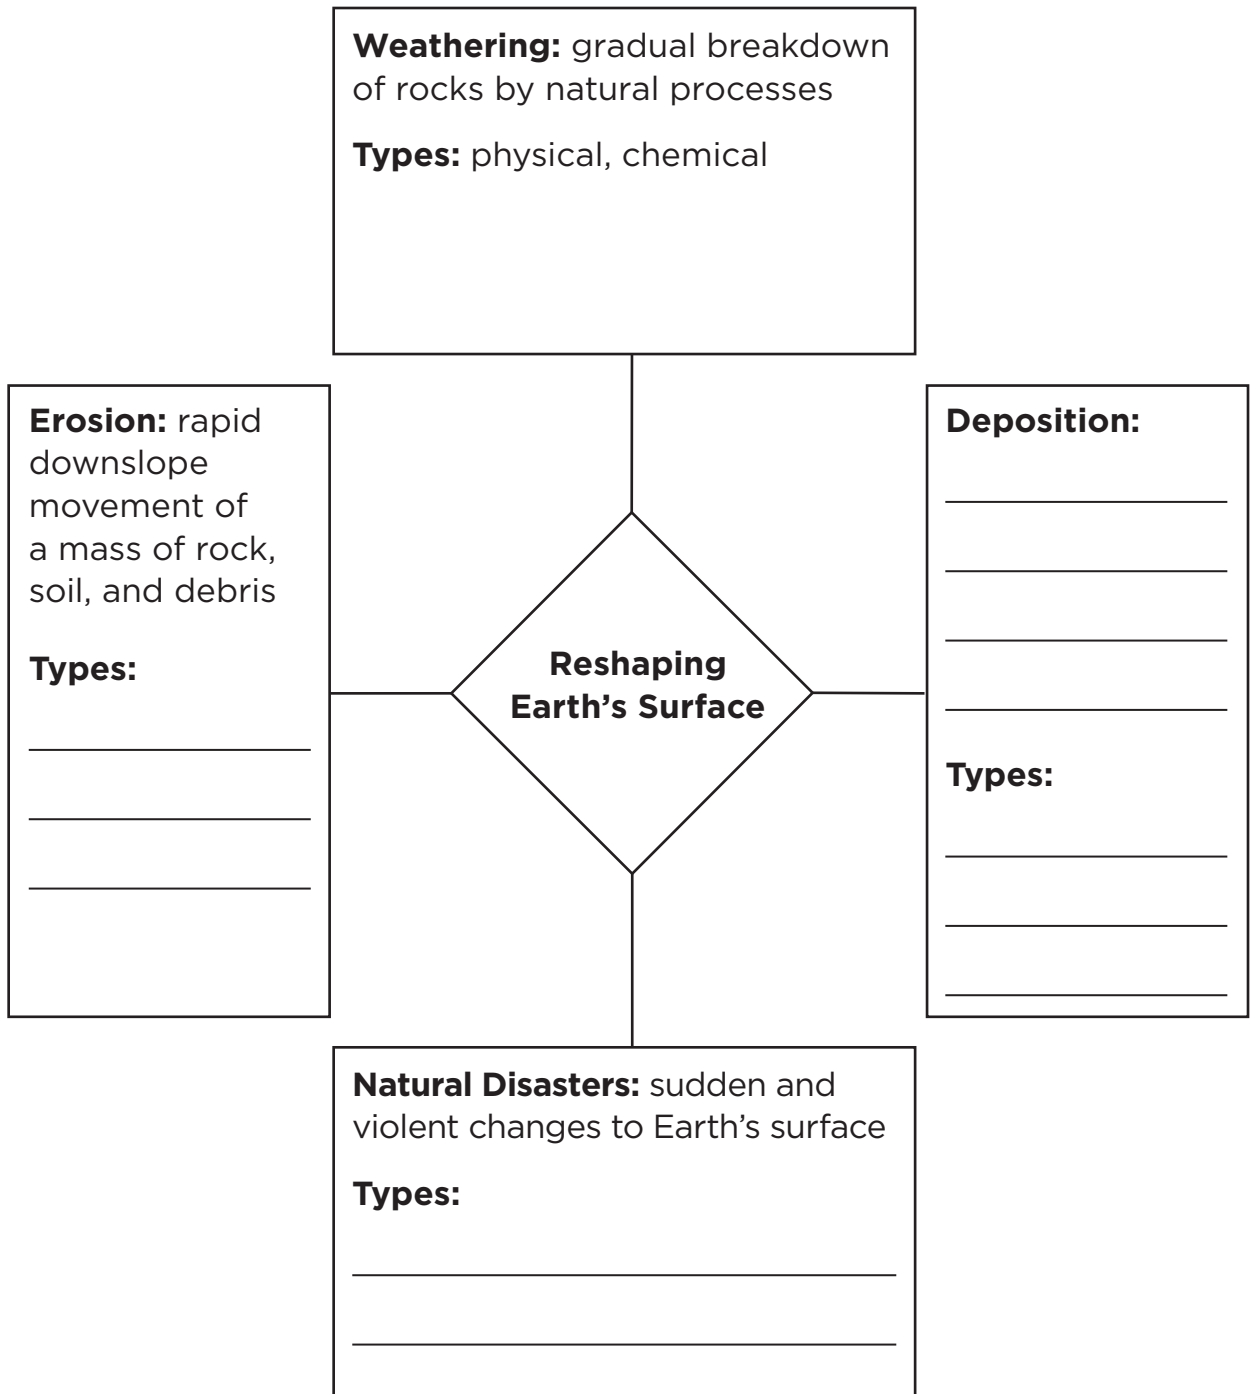 Weathering: gradual breakdown
of rocks by natural processes
Types: physical, chemical
Erosion: rapid
downslope
movement of
a mass of rock,
soil, and debris
Types:
Reshaping
Earth’s Surface
Deposition:
Types:
Natural Disasters: sudden and
violent changes to Earth’s surface
Types: